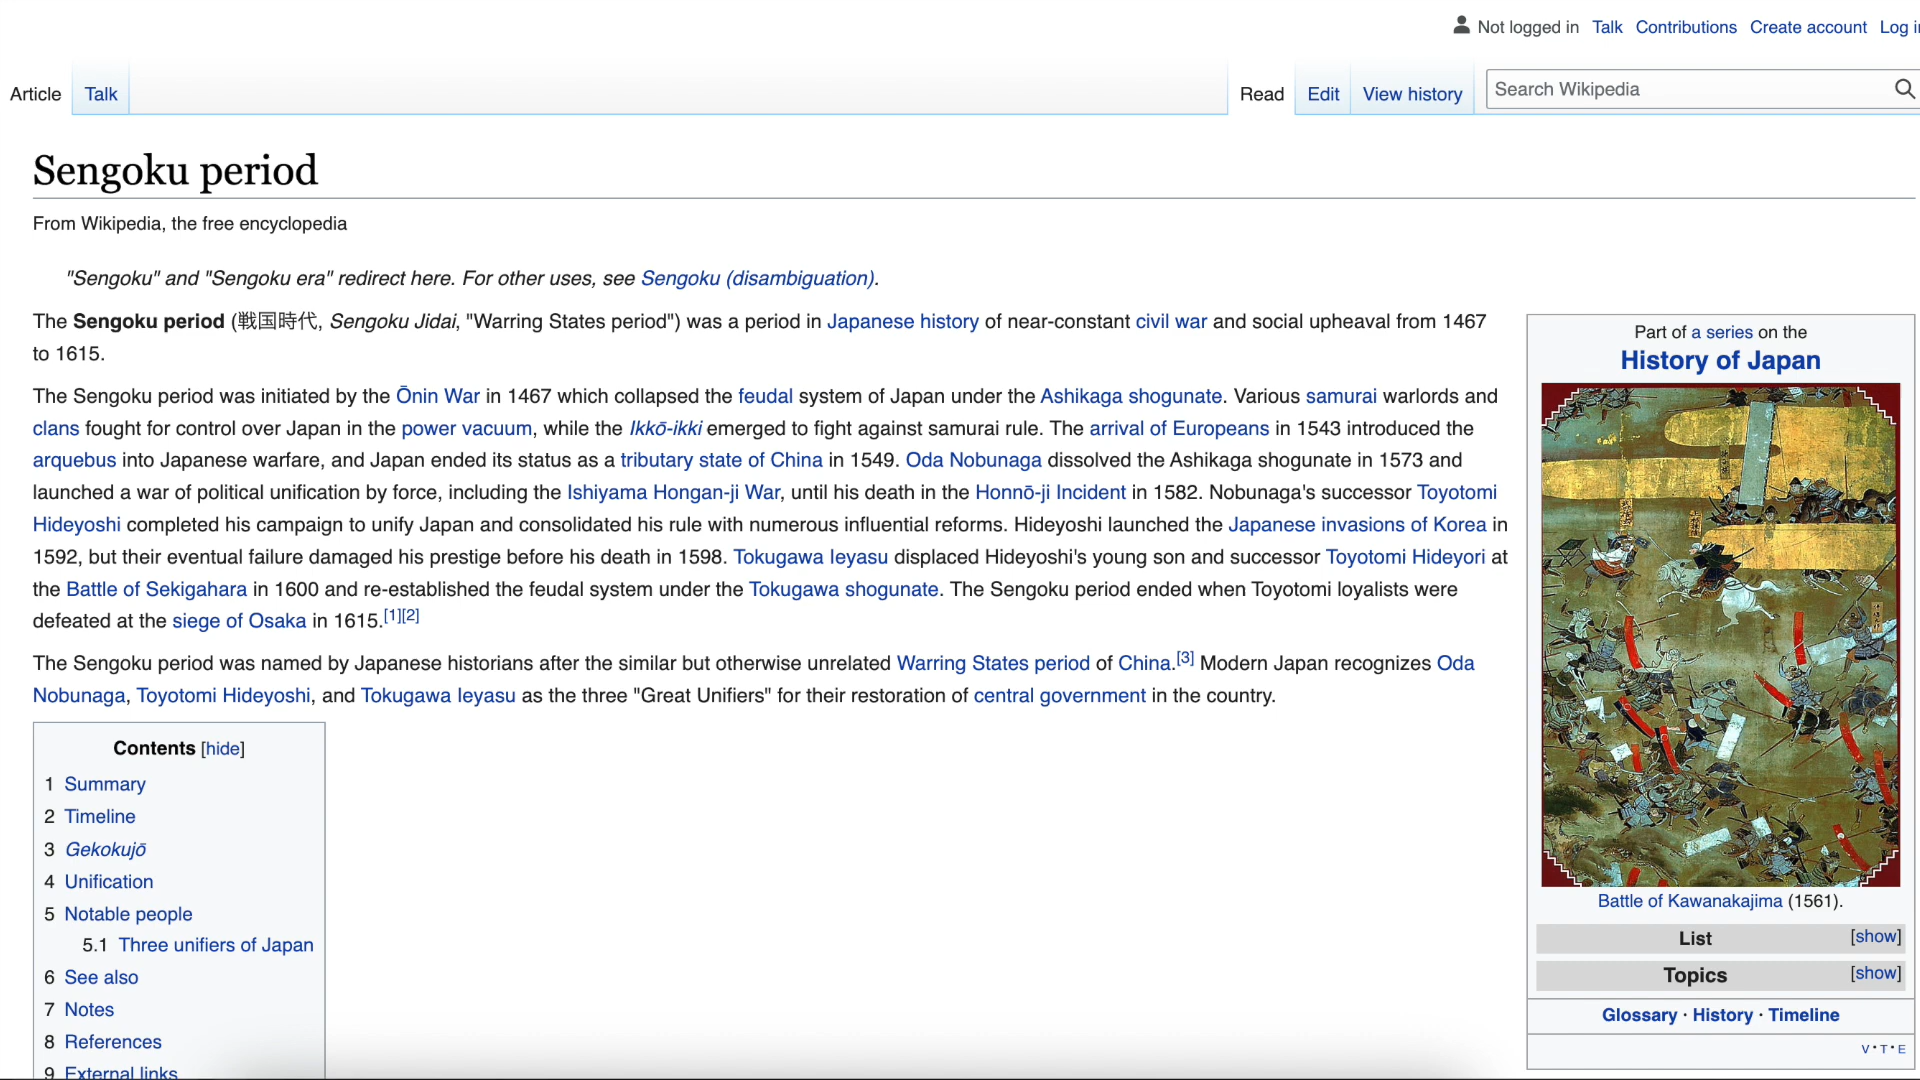 Not logged in Talk Contributions Create account Log i
Article Talk Read Edit View history Search Wikipedia
Sengoku period
From Wikipedia, the free encyclopedia
"Sengoku" and "Sengoku era" redirect here. For other uses, see Sengoku (disambiguation).
The Sengoku period (戦国時代, Sengoku Jidai, "Warring States period") was a period in Japanese history of near-constant civil war and social upheaval from 1467
to 1615.
The Sengoku period was initiated by the Ōnin War in 1467 which collapsed the feudal system of Japan under the Ashikaga shogunate. Various samurai warlords and
clans fought for control over Japan in the power vacuum, while the Ikkō-ikki emerged to fight against samurai rule. The arrival of Europeans in 1543 introduced the
arquebus into Japanese warfare, and Japan ended its status as a tributary state of China in 1549. Oda Nobunaga dissolved the Ashikaga shogunate in 1573 and
launched a war of political unification by force, including the Ishiyama Hongan-ji War, until his death in the Honnō-ji Incident in 1582. Nobunaga's successor Toyotomi
Hideyoshi completed his campaign to unify Japan and consolidated his rule with numerous influential reforms. Hideyoshi launched the Japanese invasions of Korea in
1592, but their eventual failure damaged his prestige before his death in 1598. Tokugawa Ieyasu displaced Hideyoshi's young son and successor Toyotomi Hideyori at
the Battle of Sekigahara in 1600 and re-established the feudal system under the Tokugawa shogunate. The Sengoku period ended when Toyotomi loyalists were
defeated at the siege of Osaka in 1615.[1][2]
The Sengoku period was named by Japanese historians after the similar but otherwise unrelated Warring States period of China.[3] Modern Japan recognizes Oda
Nobunaga, Toyotomi Hideyoshi, and Tokugawa Ieyasu as the three "Great Unifiers" for their restoration of central government in the country.
Contents [hide]
1 Summary
2 Timeline
3 Gekokujō
4 Unification
5 Notable people
5.1 Three unifiers of Japan
6 See also
7 Notes
8 References
9 External links
Part of a series on the
History of Japan
Battle of Kawanakajima (1561).
List [show]
Topics [show]
Glossary · History · Timeline
V · T · E